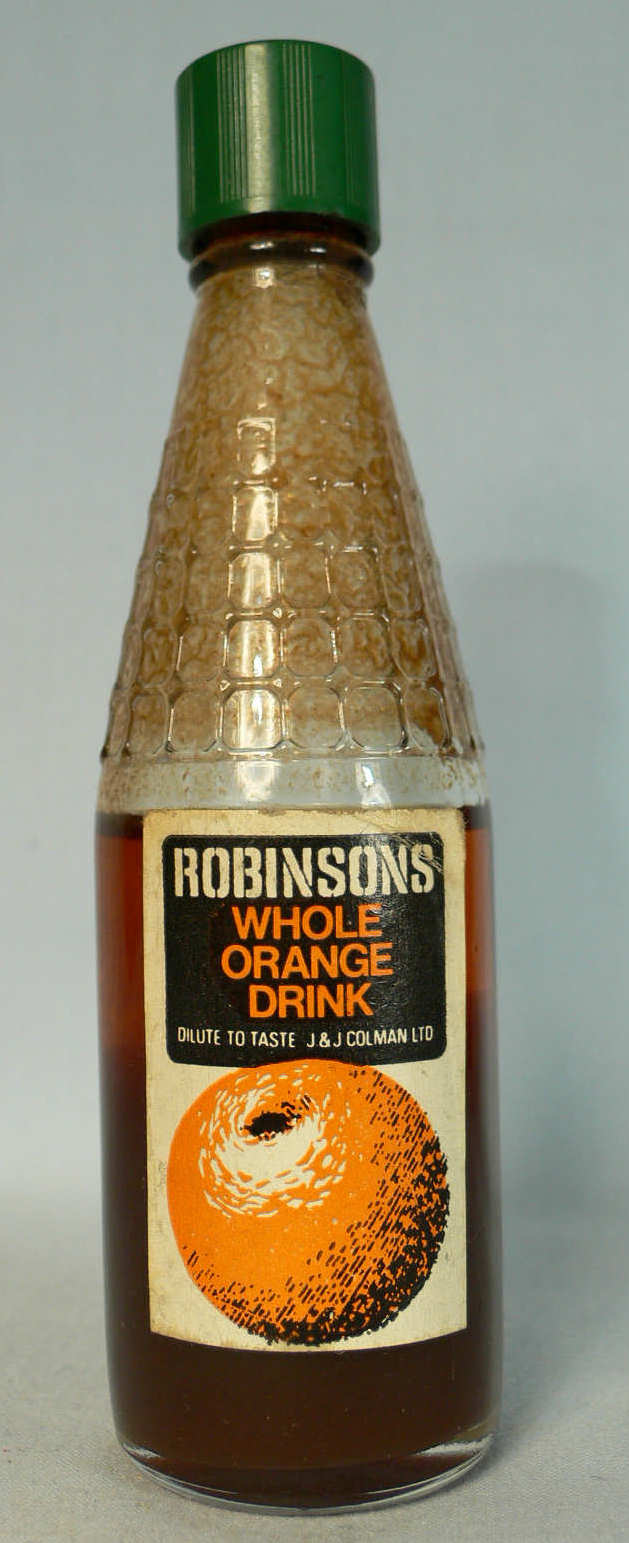 ROBINSONS
WHOLE
ORANGE
DRINK
DILUTE TO TASTE J & J COLMAN LTD